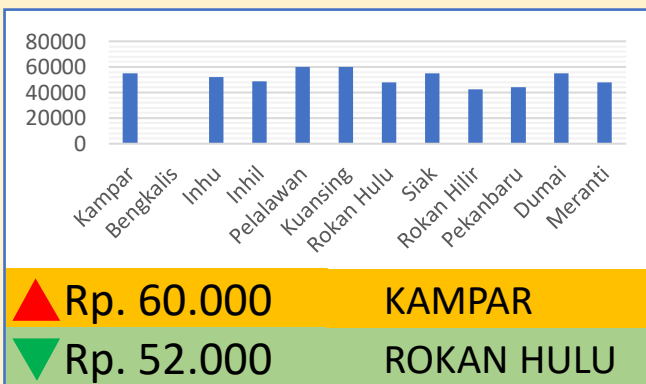 80000
60000
40000
20000
0
Kampar
Bengkalis
Inhu
Inhil
Pelalawan
Kuansing
Rokan Hulu
Siak
Rokan Hilir
Pekanbaru
Dumai
Meranti
Rp. 60.000 KAMPAR
Rp. 52.000 ROKAN HULU